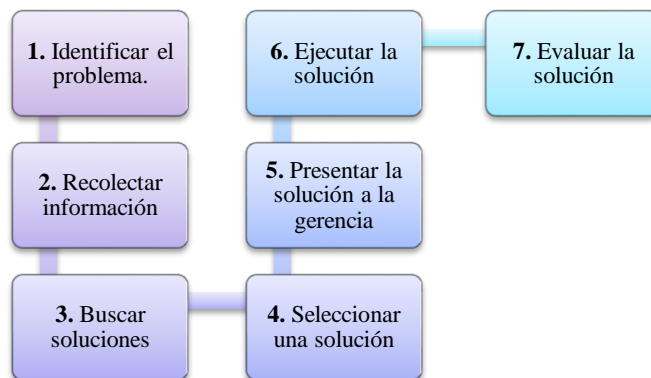 1. Identificar el
problema.
2. Recolectar
información
3. Buscar
soluciones
4. Seleccionar
una solución
5. Presentar la
solución a la
gerencia
6. Ejecutar la
solución
7. Evaluar la
solución